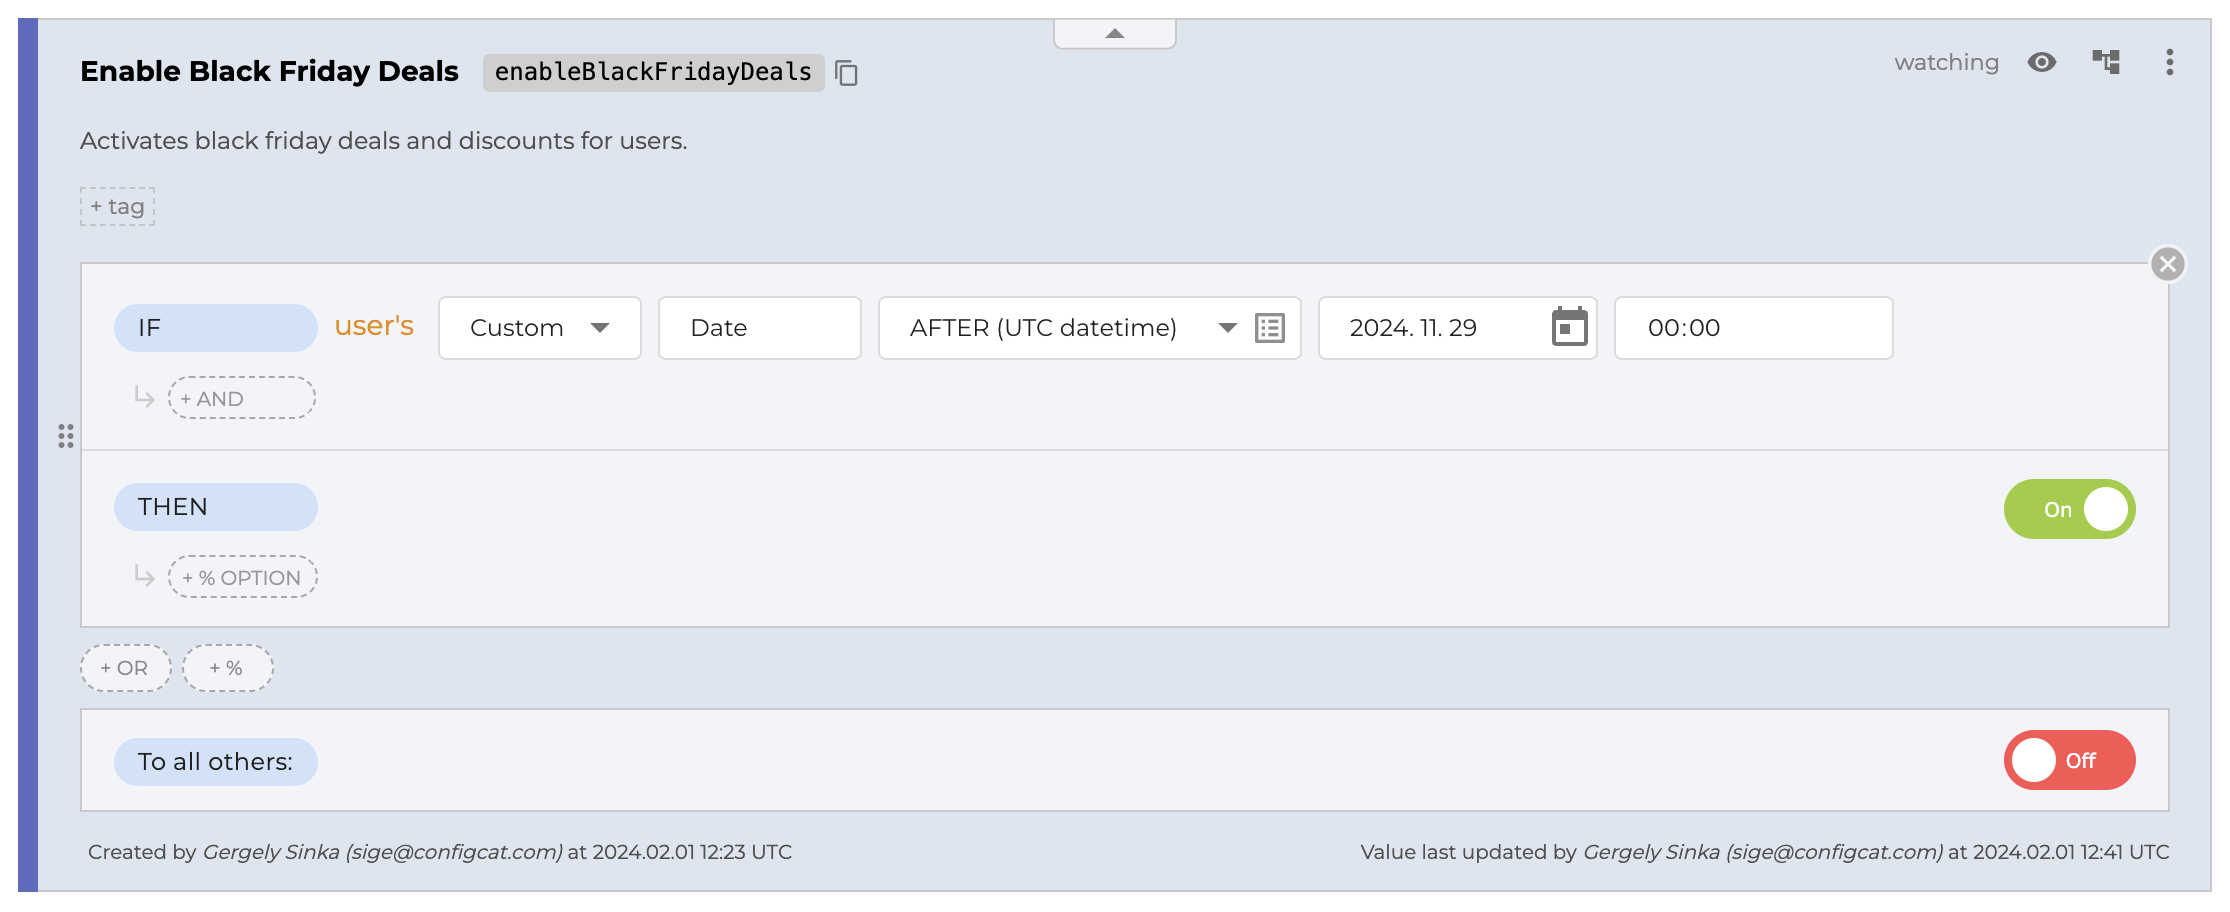 Enable Black Friday Deals enableBlackFridayDeals watching
Activates black friday deals and discounts for users.
+ tag
IF user's Custom Date AFTER (UTC datetime) 2024. 11. 29 00:00
+ AND
THEN On
+ % OPTION
+ OR + %
To all others: Off
Created by Gergely Sinka (sige@configcat.com) at 2024.02.01 12:23 UTC Value last updated by Gergely Sinka (sige@configcat.com) at 2024.02.01 12:41 UTC